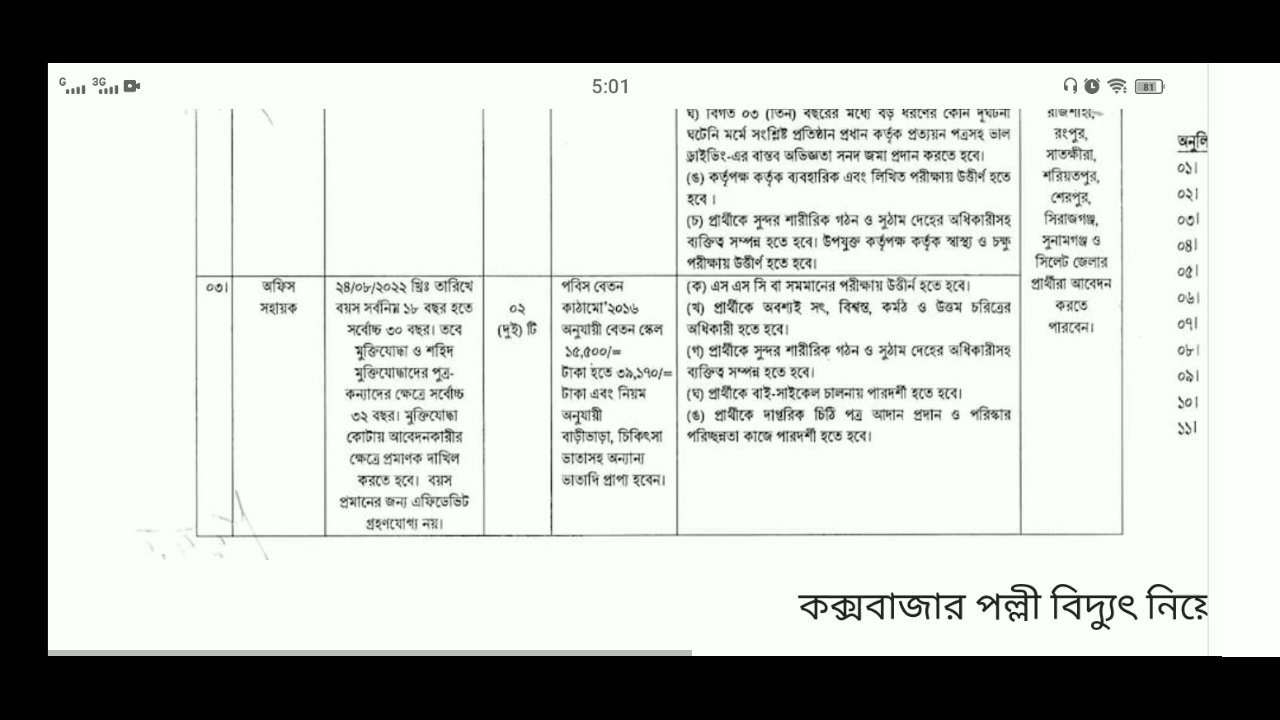 G 3G 5:01 81
ঘ) বিগত ০৩ (তিন) বছরের মধ্যে বড় ধরণের কোন দূর্ঘটনা
ঘটেনি মর্মে সংশ্লিষ্ট প্রতিষ্ঠান প্রধান কর্তৃক প্রত্যয়ন পত্রসহ ভাল
ড্রাইভিং-এর বাস্তব অভিজ্ঞতা সনদ জমা প্রদান করতে হবে।
(ঙ) কর্তৃপক্ষ কর্তৃক ব্যবহারিক এবং লিখিত পরীক্ষায় উত্তীর্ণ হতে
হবে ।
(চ) প্রার্থীকে সুন্দর শারীরিক গঠন ও সুঠাম দেহের অধিকারীসহ
ব্যক্তিত্ব সম্পন্ন হতে হবে। উপযুক্ত কর্তৃপক্ষ কর্তৃক স্বাস্থ্য ও চক্ষু
পরীক্ষায় উত্তীর্ণ হতে হবে।
রাজশাহী,
রংপুর,
সাতক্ষীরা,
শরিয়তপুর,
শেরপুর,
সিরাজগঞ্জ,
সুনামগঞ্জ ও
সিলেট জেলার
প্রার্থীরা আবেদন
করতে
পারবেন।
০৩।
অফিস
সহায়ক
২৪/০৮/২০২২ খ্রিঃ তারিখে
বয়স সর্বনিম্ন ১৮ বছর হতে
সর্বোচ্চ ৩০ বছর। তবে
মুক্তিযোদ্ধা ও শহিদ
মুক্তিযোদ্ধাদের পুত্র-
কন্যাদের ক্ষেত্রে সর্বোচ্চ
৩২ বছর। মুক্তিযোদ্ধা
কোটায় আবেদনকারীর
ক্ষেত্রে প্রমাণক দাখিল
করতে হবে। বয়স
প্রমানের জন্য এফিডেভিট
গ্রহণযোগ্য নয়।
০২
(দুই) টি
পবিস বেতন
কাঠামো'২০১৬
অনুযায়ী বেতন স্কেল
১৫,৫০০/=
টাকা হতে ৩৯,১৭০/=
টাকা এবং নিয়ম
অনুযায়ী
বাড়ীভাড়া, চিকিৎসা
ভাতাসহ অন্যান্য
ভাতাদি প্রাপ্য হবেন।
(ক) এস এস সি বা সমমানের পরীক্ষায় উত্তীর্ন হতে হবে।
(খ) প্রার্থীকে অবশ্যই সৎ, বিশ্বস্ত, কর্মঠ ও উত্তম চরিত্রের
অধিকারী হতে হবে।
(গ) প্রার্থীকে সুন্দর শারীরিক গঠন ও সুঠাম দেহের অধিকারীসহ
ব্যক্তিত্ব সম্পন্ন হতে হবে।
(ঘ) প্রার্থীকে বাই-সাইকেল চালনায় পারদর্শী হতে হবে।
(ঙ) প্রার্থীকে দাপ্তরিক চিঠি পত্র আদান প্রদান ও পরিস্কার
পরিচ্ছন্নতা কাজে পারদর্শী হতে হবে।
অনুলি
০১।
০২।
০৩।
০৪।
০৫।
০৬।
০৭।
০৮।
০৯।
১০।
১১।
কক্সবাজার পল্লী বিদ্যুৎ নিয়ে